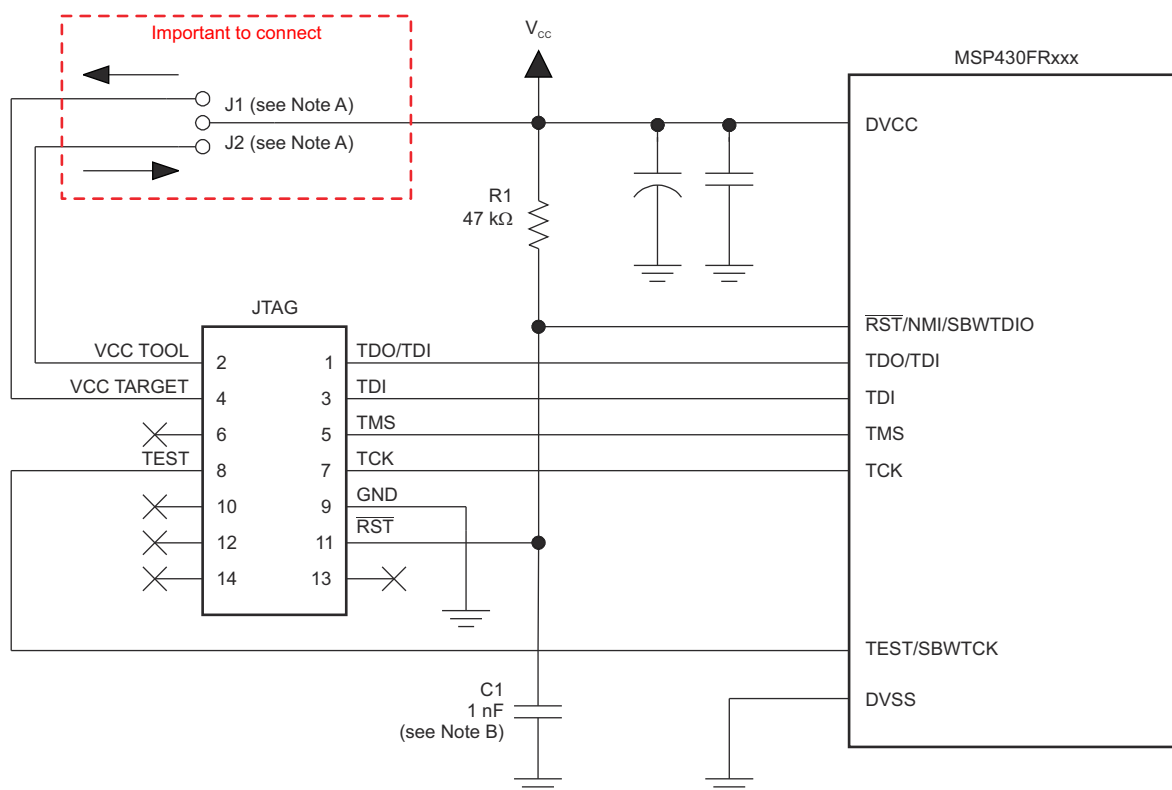 Important to connect
J1 (see Note A)
J2 (see Note A)
VCC
MSP430FRxxx
DVCC
R1
47 kΩ
JTAG
VCC TOOL
2
1
TDO/TDI
VCC TARGET
4
3
TDI
6
5
TMS
TEST
8
7
TCK
10
9
GND
12
11
RST
14
13
RST/NMI/SBWTDIO
TDO/TDI
TDI
TMS
TCK
TEST/SBWTCK
DVSS
C1
1 nF
(see Note B)